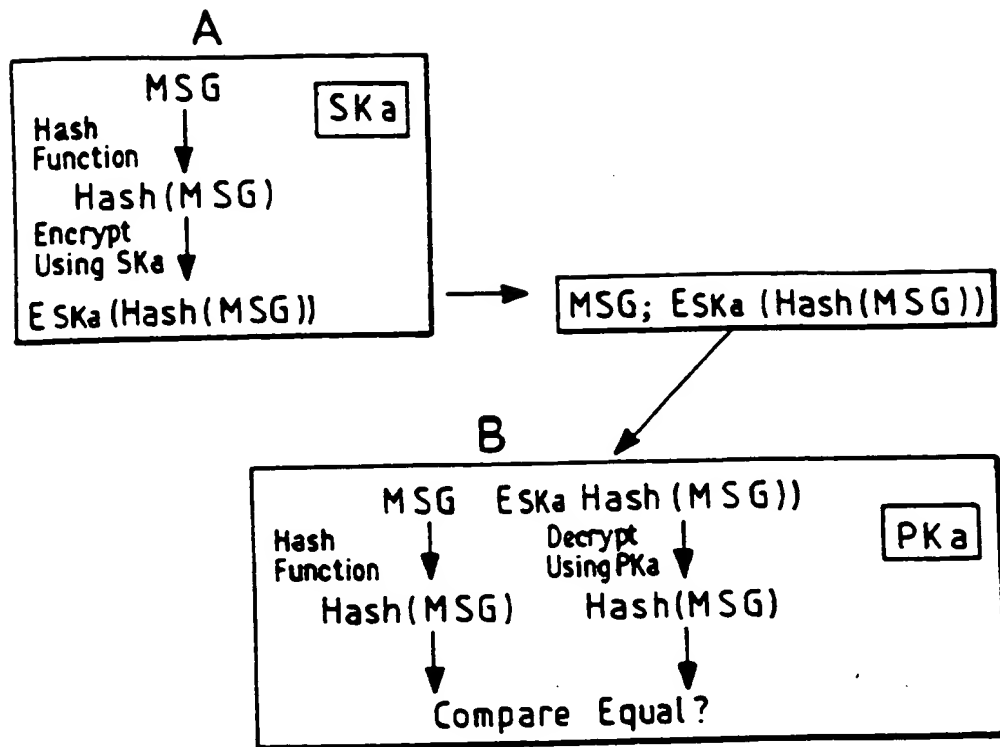 A
MSG
SKa
Hash
Function
Hash(MSG)
Encrypt
Using SKa
ESKa(Hash(MSG))
MSG; ESKa (Hash(MSG))
B
MSG ESKa Hash(MSG))
PKa
Hash
Function
Decrypt
Using PKa
Hash(MSG)
Hash(MSG)
Compare Equal?